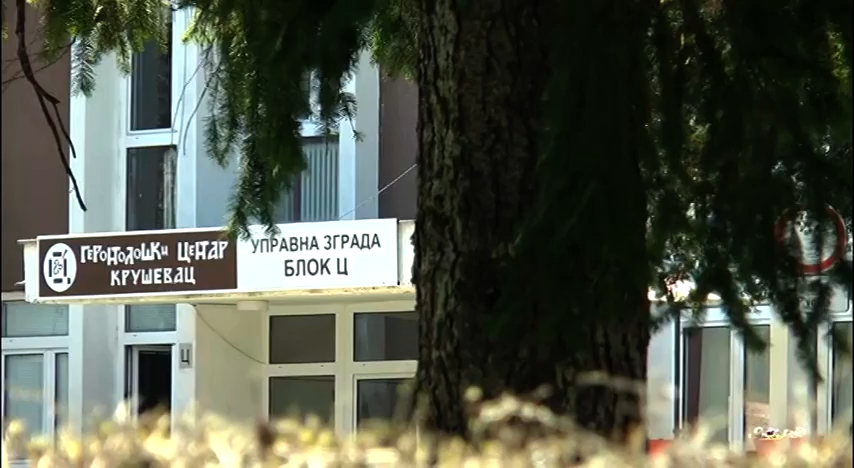 ГЕРОНТОЛОШКИ ЦЕНТАР
КРУШЕВАЦ
УПРАВНА ЗГРАДА
БЛОК Ц
Ц